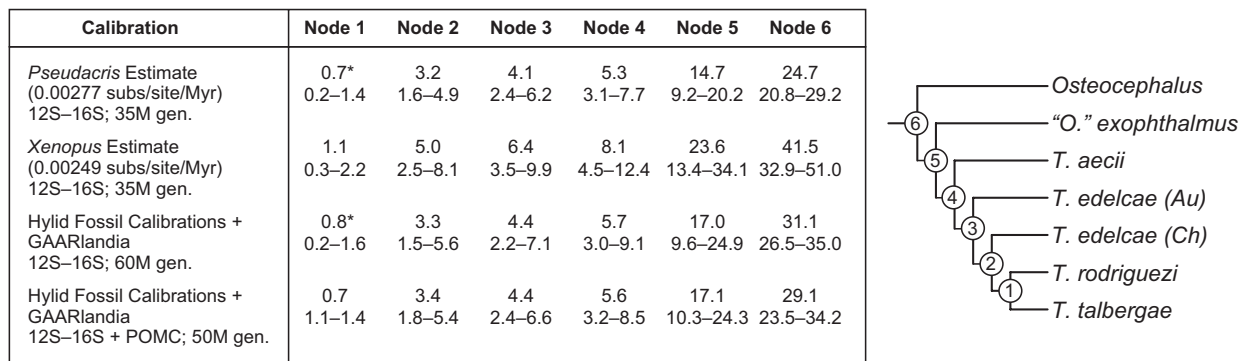 Calibration Node 1 Node 2 Node 3 Node 4 Node 5 Node 6
Pseudacris Estimate 0.7* 3.2 4.1 5.3 14.7 24.7
(0.00277 subs/site/Myr) 0.2–1.4 1.6–4.9 2.4–6.2 3.1–7.7 9.2–20.2 20.8–29.2
12S–16S; 35M gen.
Xenopus Estimate 1.1 5.0 6.4 8.1 23.6 41.5
(0.00249 subs/site/Myr) 0.3–2.2 2.5–8.1 3.5–9.9 4.5–12.4 13.4–34.1 32.9–51.0
12S–16S; 35M gen.
Hylid Fossil Calibrations + 0.8* 3.3 4.4 5.7 17.0 31.1
GAARlandia 0.2–1.6 1.5–5.6 2.2–7.1 3.0–9.1 9.6–24.9 26.5–35.0
12S–16S; 60M gen.
Hylid Fossil Calibrations + 0.7 3.4 4.4 5.6 17.1 29.1
GAARlandia 1.1–1.4 1.8–5.4 2.4–6.6 3.2–8.5 10.3–24.3 23.5–34.2
12S–16S + POMC; 50M gen.
Osteocephalus
6
"O." exophthmus
5
T. aecii
4
T. edelcae (Au)
3
T. edelcae (Ch)
2
T. rodriguezi
1
T. talbergae